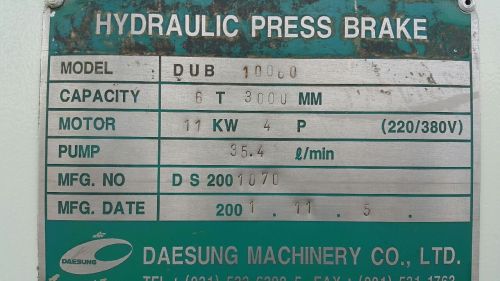 HYDRAULIC PRESS BRAKE
MODEL DUB 10060
CAPACITY 6 T 3000 MM
MOTOR 11 KW 4 P (220/380V)
PUMP 35.4 ℓ/min
MFG. NO D S 2001070
MFG. DATE 2001. 11. 5.
DAESUNG DAESUNG MACHINERY CO., LTD.